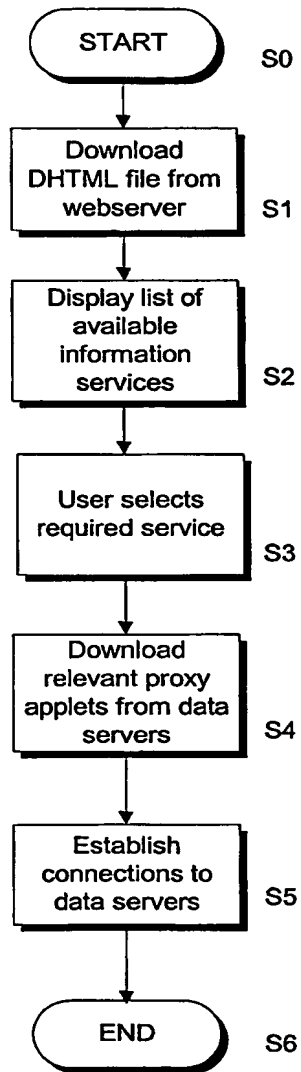 START
S0
Download
DHTML file from
webserver
S1
Display list of
available
information
services
S2
User selects
required service
S3
Download
relevant proxy
applets from data
servers
S4
Establish
connections to
data servers
S5
END
S6